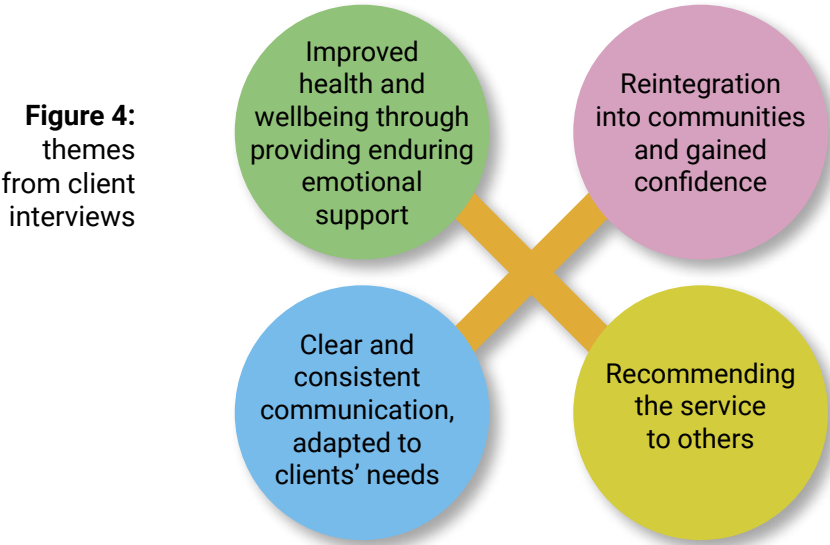 Figure 4:
themes
from client
interviews
Improved
health and
wellbeing through
providing enduring
emotional
support
Reintegration
into communities
and gained
confidence
Clear and
consistent
communication,
adapted to
clients’ needs
Recommending
the service
to others